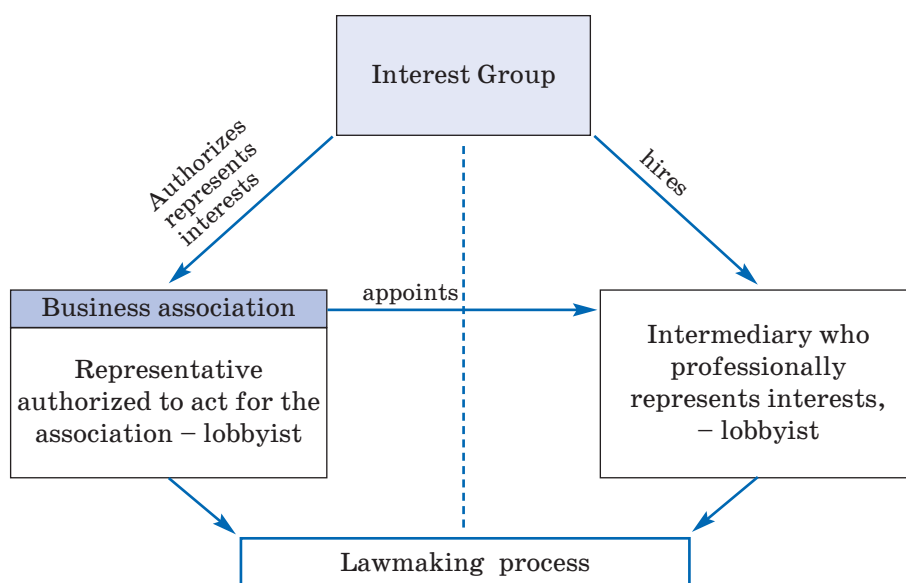 Interest Group
Authorizes
represents
interests
hires
Business association
appoints
Representative
authorized to act for the
association – lobbyist
Intermediary who
professionally
represents interests,
– lobbyist
Lawmaking process